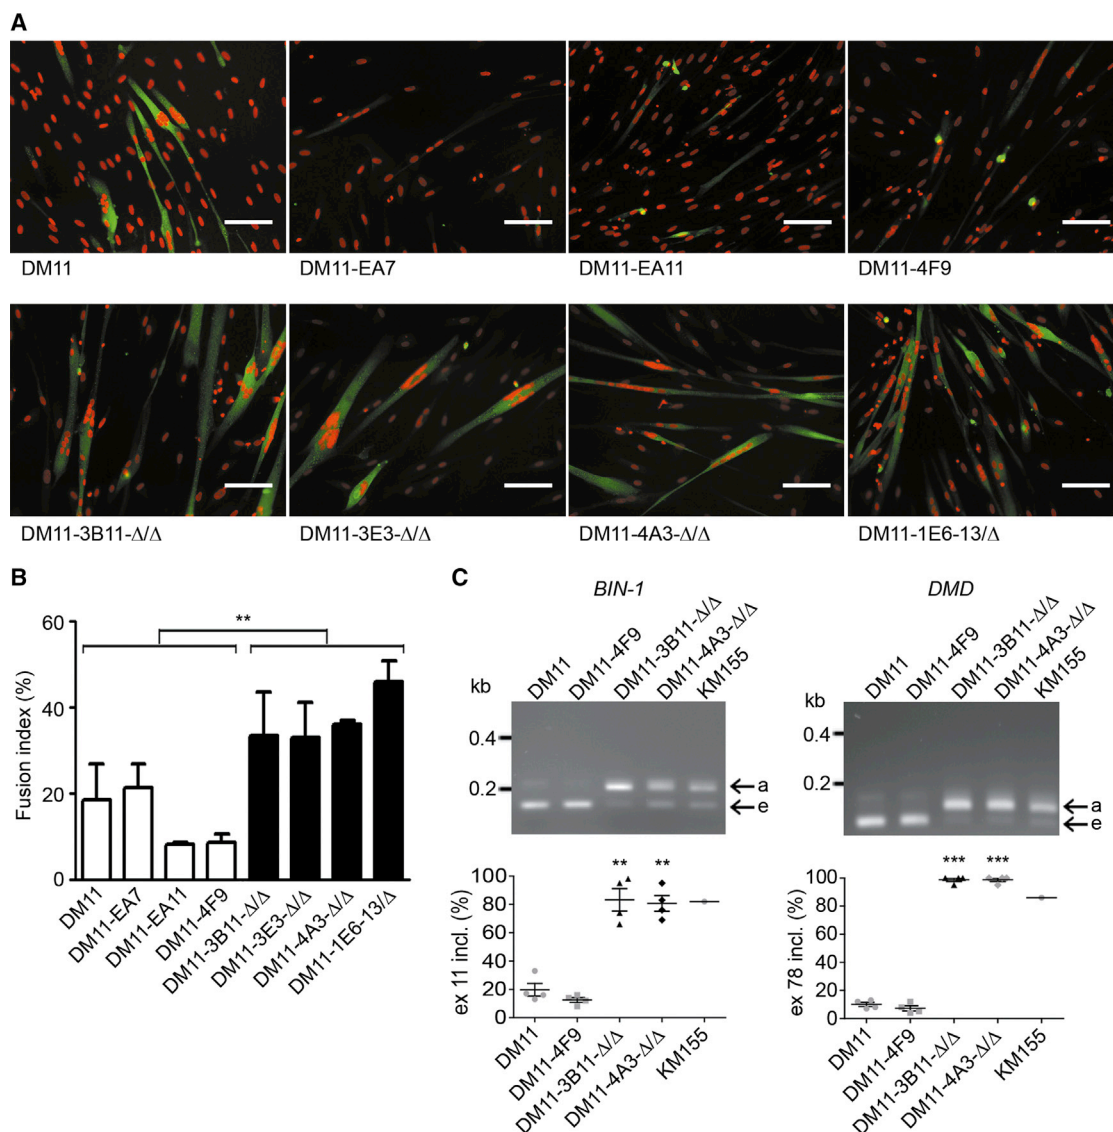 A
DM11
DM11-EA7
DM11-EA11
DM11-4F9
DM11-3B11-Δ/Δ
DM11-3E3-Δ/Δ
DM11-4A3-Δ/Δ
DM11-1E6-13/Δ
B
Fusion index (%)
60
40
20
0
**
DM11
DM11-EA7
DM11-EA11
DM11-4F9
DM11-3B11-Δ/Δ
DM11-3E3-Δ/Δ
DM11-4A3-Δ/Δ
DM11-1E6-13/Δ
C
BIN-1
DM11
DM11-4F9
DM11-3B11-Δ/Δ
DM11-4A3-Δ/Δ
KM155
kb
0.4
0.2
←a
←e
ex 11 incl. (%)
100
80
60
40
20
0
** **
DM11
DM11-4F9
DM11-3B11-Δ/Δ
DM11-4A3-Δ/Δ
KM155
DMD
DM11
DM11-4F9
DM11-3B11-Δ/Δ
DM11-4A3-Δ/Δ
KM155
kb
0.4
0.2
←a
←e
ex 78 incl. (%)
100
80
60
40
20
0
*** ***
DM11
DM11-4F9
DM11-3B11-Δ/Δ
DM11-4A3-Δ/Δ
KM155